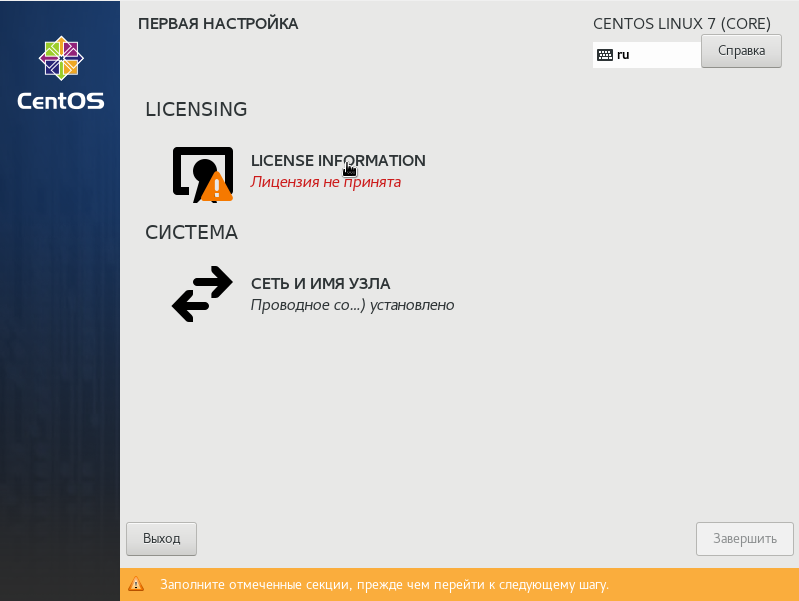 ПЕРВАЯ НАСТРОЙКА
CENTOS LINUX 7 (CORE)
ru
Справка
CentOS
LICENSING
LICENSE INFORMATION
Лицензия не принята
СИСТЕМА
СЕТЬ И ИМЯ УЗЛА
Проводное со...) установлено
Выход
Завершить
Заполните отмеченные секции, прежде чем перейти к следующему шагу.